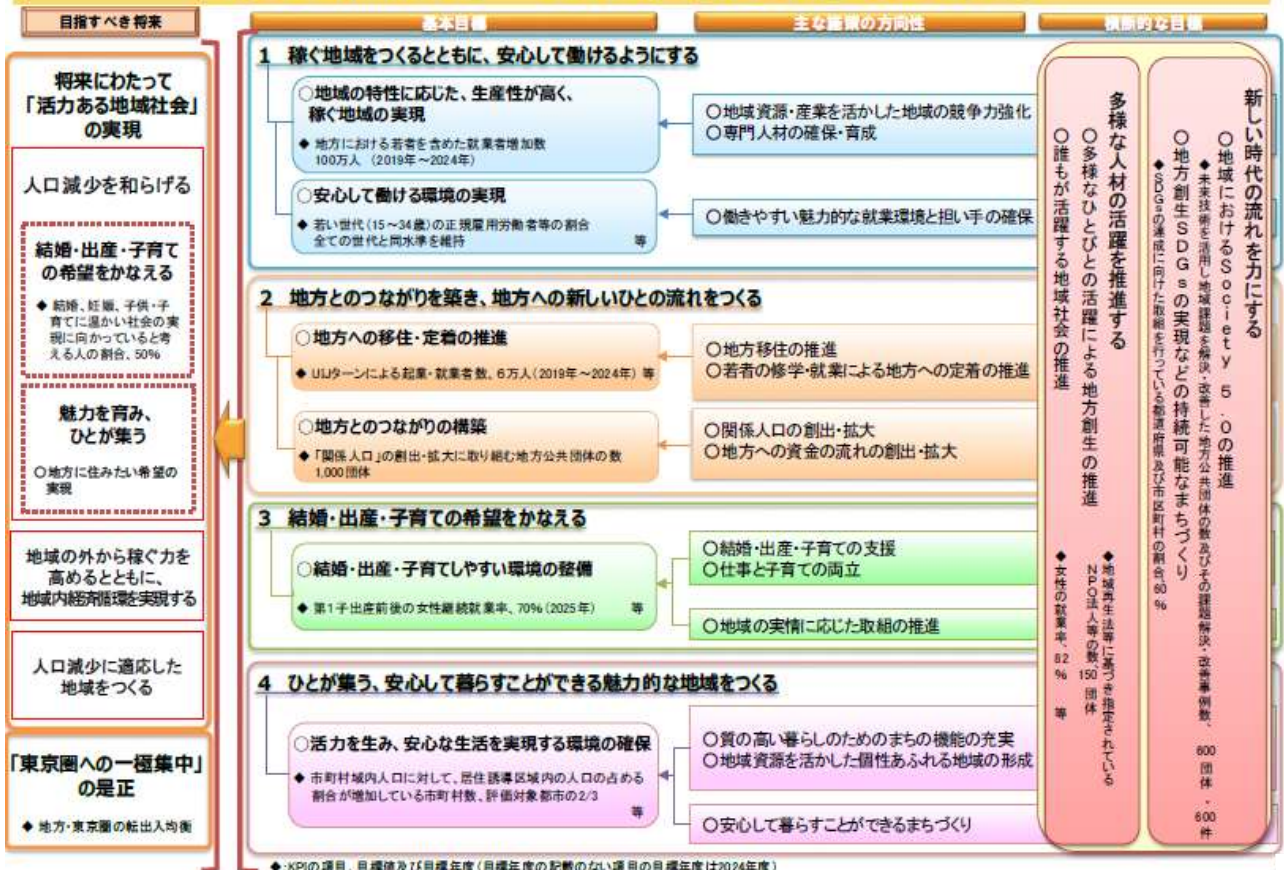 目指すべき将来
将来にわたって
「活力ある地域社会」
の実現
人口減少を和らげる
結婚・出産・子育て
の希望をかなえる
◆ 結婚、妊娠、子供・子
育てに温かい社会の実
現に向かっていると考
える人の割合、50%
魅力を育み、
ひとが集う
○地方に住みたい希望の
実現
地域の外から稼ぐ力を
高めるとともに、
地域内経済循環を実現する
人口減少に適応した
地域をつくる
「東京圏への一極集中」
の是正
◆ 地方・東京圏の転出入均衡
基本目標
主な施策の方向性
横断的な目標
1 稼ぐ地域をつくるとともに、安心して働けるようにする
○地域の特性に応じた、生産性が高く、
稼ぐ地域の実現
◆ 地方における若者を含めた就業者増加数
100万人 (2019年~2024年)
○地域資源・産業を活かした地域の競争力強化
○専門人材の確保・育成
○安心して働ける環境の実現
◆ 若い世代(15~34歳)の正規雇用労働者等の割合
全ての世代と同水準を維持 等
○働きやすい魅力的な就業環境と担い手の確保
2 地方とのつながりを築き、地方への新しいひとの流れをつくる
○地方への移住・定着の推進
◆ UIJターンによる起業・就業者数、6万人(2019年~2024年) 等
○地方移住の推進
○若者の修学・就業による地方への定着の推進
○地方とのつながりの構築
◆ 「関係人口」の創出・拡大に取り組む地方公共団体の数
1,000団体
○関係人口の創出・拡大
○地方への資金の流れの創出・拡大
3 結婚・出産・子育ての希望をかなえる
○結婚・出産・子育てしやすい環境の整備
◆ 第1子出産前後の女性継続就業率、70%(2025年) 等
○結婚・出産・子育ての支援
○仕事と子育ての両立
○地域の実情に応じた取組の推進
4 ひとが集う、安心して暮らすことができる魅力的な地域をつくる
○活力を生み、安心な生活を実現する環境の確保
◆ 市町村域内人口に対して、居住誘導区域内の人口の占める
割合が増加している市町村数、評価対象都市の2/3
等
○質の高い暮らしのためのまちの機能の充実
○地域資源を活かした個性あふれる地域の形成
○安心して暮らすことができるまちづくり
新しい時代の流れを力にする
○地域におけるSociety 5.0の推進
◆未来技術を活用し地域課題を解決・改善した地方公共団体の数及びその課題解決・改善事例数、600団体・600件
○地方創生SDGsの実現などの持続可能なまちづくり
◆SDGsの達成に向けた取組を行っている都道府県及び市区町村の割合、60%
多様な人材の活躍を推進する
○多様なひとびとの活躍による地方創生の推進
◆地域再生法等に基づき指定されている
NPO法人等の数、150団体
○誰もが活躍する地域社会の推進
◆女性の就業率、82% 等
◆:KPIの項目、目標値及び目標年度(目標年度の記載のない項目の目標年度は2024年度)